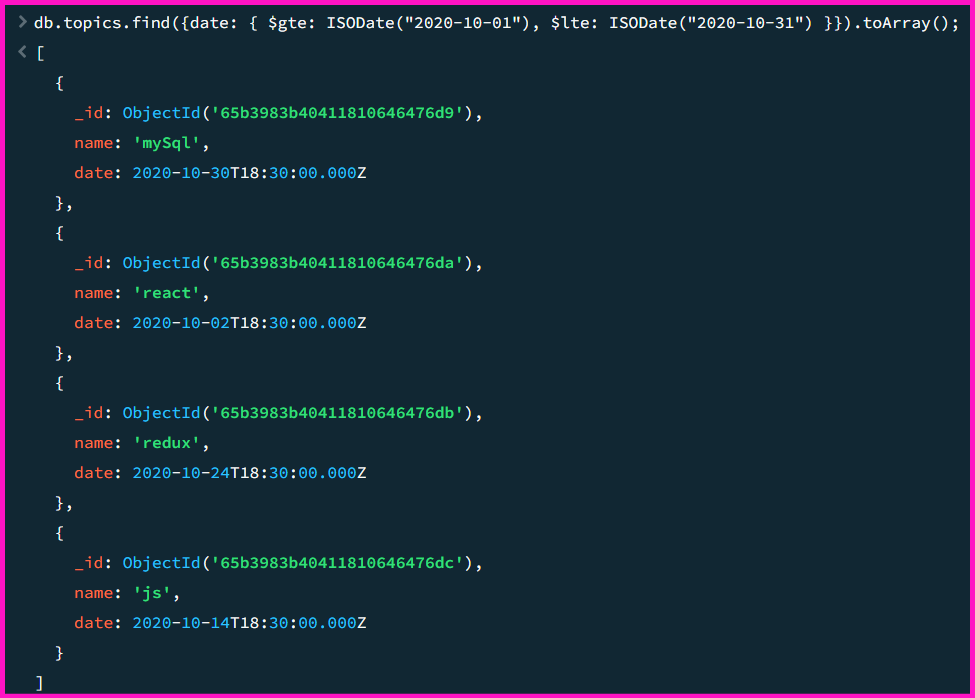 > db.topics.find({date: { $gte: ISODate("2020-10-01"), $lte: ISODate("2020-10-31") }}).toArray();
< [
{
_id: ObjectId('65b3983b40411810646476d9'),
name: 'mySql',
date: 2020-10-30T18:30:00.000Z
},
{
_id: ObjectId('65b3983b40411810646476da'),
name: 'react',
date: 2020-10-02T18:30:00.000Z
},
{
_id: ObjectId('65b3983b40411810646476db'),
name: 'redux',
date: 2020-10-24T18:30:00.000Z
},
{
_id: ObjectId('65b3983b40411810646476dc'),
name: 'js',
date: 2020-10-14T18:30:00.000Z
}
]